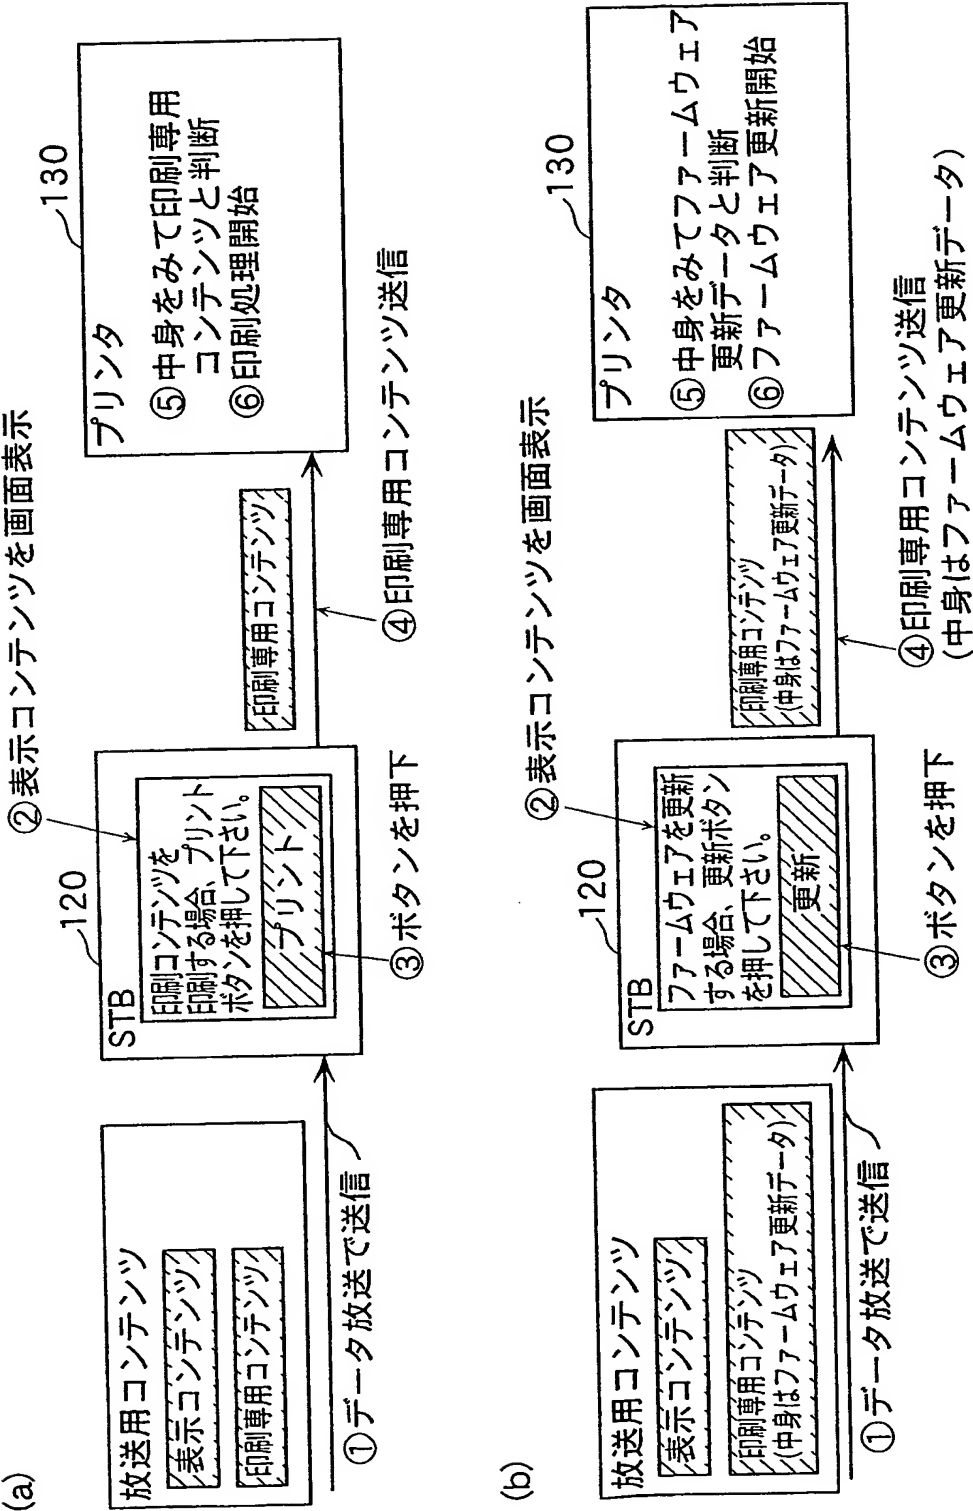 (a)
放送用コンテンツ
表示コンテンツ
印刷専用コンテンツ
①データ放送で送信
STB
120
②表示コンテンツを画面表示
印刷コンテンツを
印刷する場合、プリント
ボタンを押して下さい。
プリント
③ボタンを押下
印刷専用コンテンツ
④印刷専用コンテンツ送信
プリンタ
130
⑤中身をみて印刷専用
コンテンツと判断
⑥印刷処理開始
(b)
放送用コンテンツ
表示コンテンツ
印刷専用コンテンツ
(中身はファームウェア更新データ)
①データ放送で送信
STB
120
②表示コンテンツを画面表示
ファームウェアを更新
する場合、更新ボタン
を押して下さい。
更新
③ボタンを押下
印刷専用コンテンツ
(中身はファームウェア更新データ)
④印刷専用コンテンツ送信
(中身はファームウェア更新データ)
プリンタ
130
⑤中身をみてファームウェア
更新データと判断
⑥ファームウェア更新開始